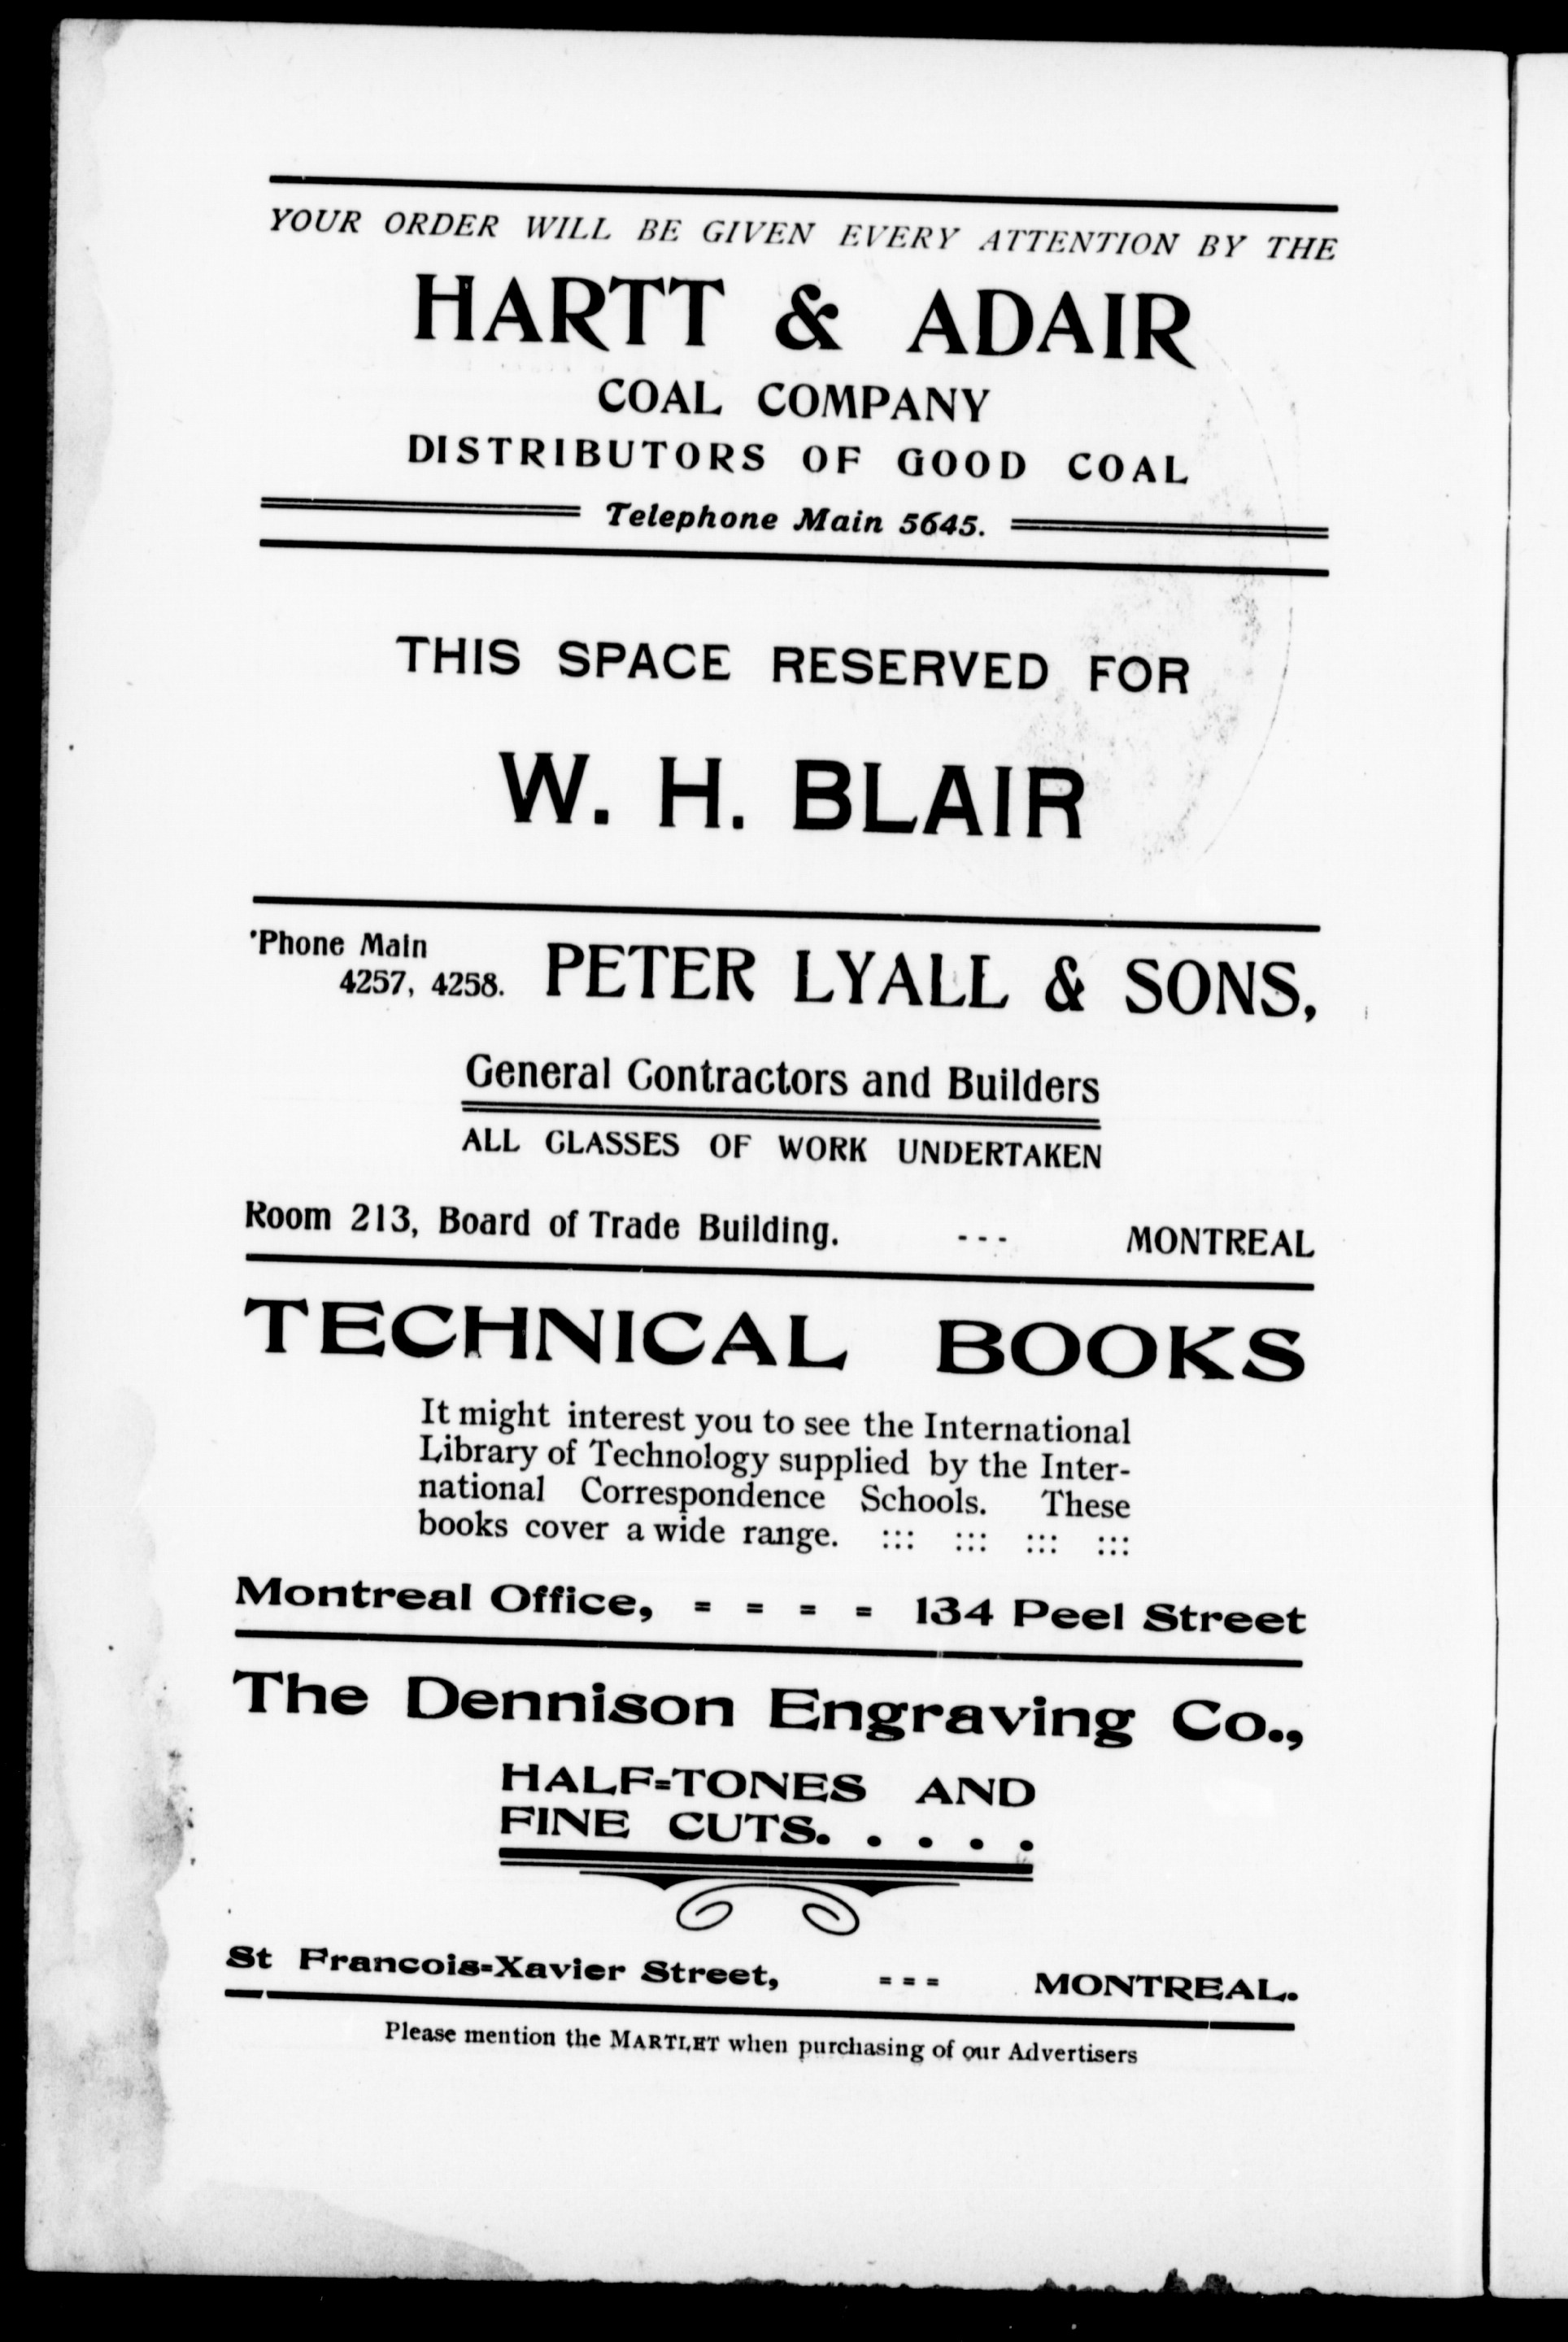 YOUR ORDER WILL BE GIVEN EVERY ATTENTION BY THE
HARTT & ADAIR
COAL COMPANY
DISTRIBUTORS OF GOOD COAL
Telephone Main 5645.
THIS SPACE RESERVED FOR
W. H. BLAIR
'Phone Main
4257, 4258.
PETER LYALL & SONS,
General Contractors and Builders
ALL CLASSES OF WORK UNDERTAKEN
Room 213, Board of Trade Building. - - - MONTREAL
TECHNICAL BOOKS
It might interest you to see the International
Library of Technology supplied by the Inter-
national Correspondence Schools. These
books cover a wide range. ::: ::: ::: :::
Montreal Office, = = = = 134 Peel Street
The Dennison Engraving Co.,
HALF=TONES AND
FINE CUTS. . . . .
St Francois=Xavier Street, = = = MONTREAL.
Please mention the MARTLET when purchasing of our Advertisers